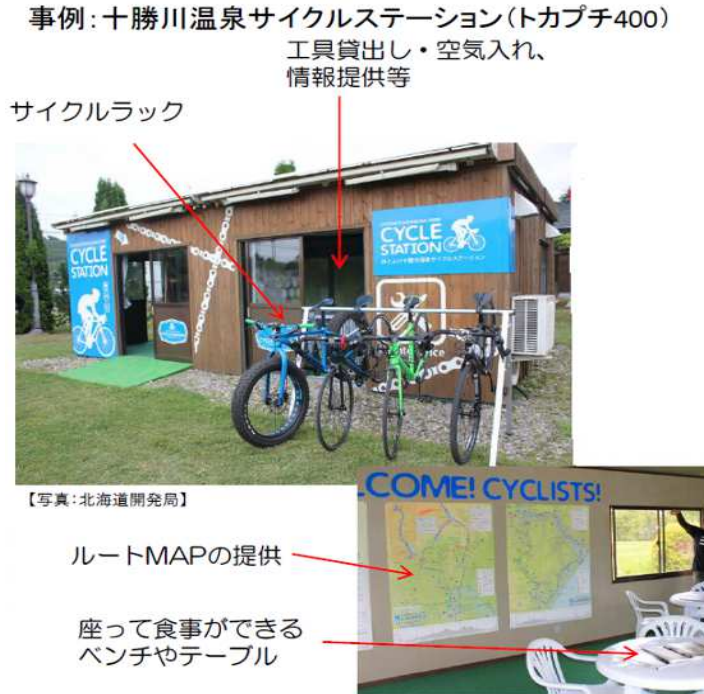 事例:十勝川温泉サイクルステーション(トカプチ400)
工具貸出し・空気入れ、
情報提供等
サイクルラック
CYCLE
STATION
CYCLE
STATION
【写真:北海道開発局】
LCOME! CYCLISTS!
ルートMAPの提供
座って食事ができる
ベンチやテーブル